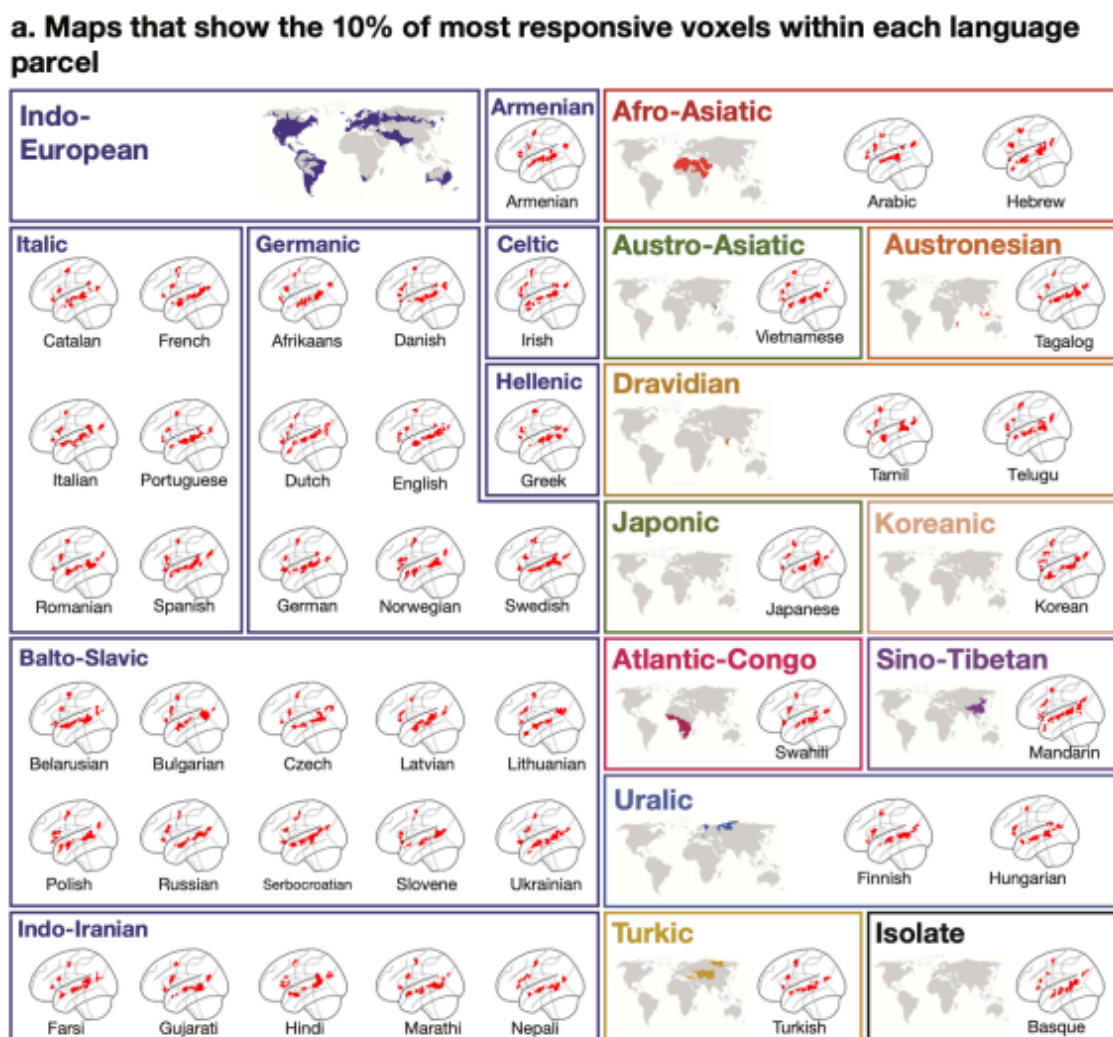 a. Maps that show the 10% of most responsive voxels within each language
parcel
Indo-
European
Armenian
Armenian
Afro-Asiatic
Arabic
Hebrew
Italic
Catalan
French
Italian
Portuguese
Romanian
Spanish
Germanic
Afrikaans
Danish
Dutch
English
German
Norwegian
Swedish
Celtic
Irish
Hellenic
Greek
Austro-Asiatic
Vietnamese
Austronesian
Tagalog
Dravidian
Tamil
Telugu
Japonic
Japanese
Koreanic
Korean
Balto-Slavic
Belarusian
Bulgarian
Czech
Latvian
Lithuanian
Polish
Russian
Serbocroatian
Slovene
Ukrainian
Atlantic-Congo
Swahili
Sino-Tibetan
Mandarin
Uralic
Finnish
Hungarian
Indo-Iranian
Farsi
Gujarati
Hindi
Marathi
Nepali
Turkic
Turkish
Isolate
Basque